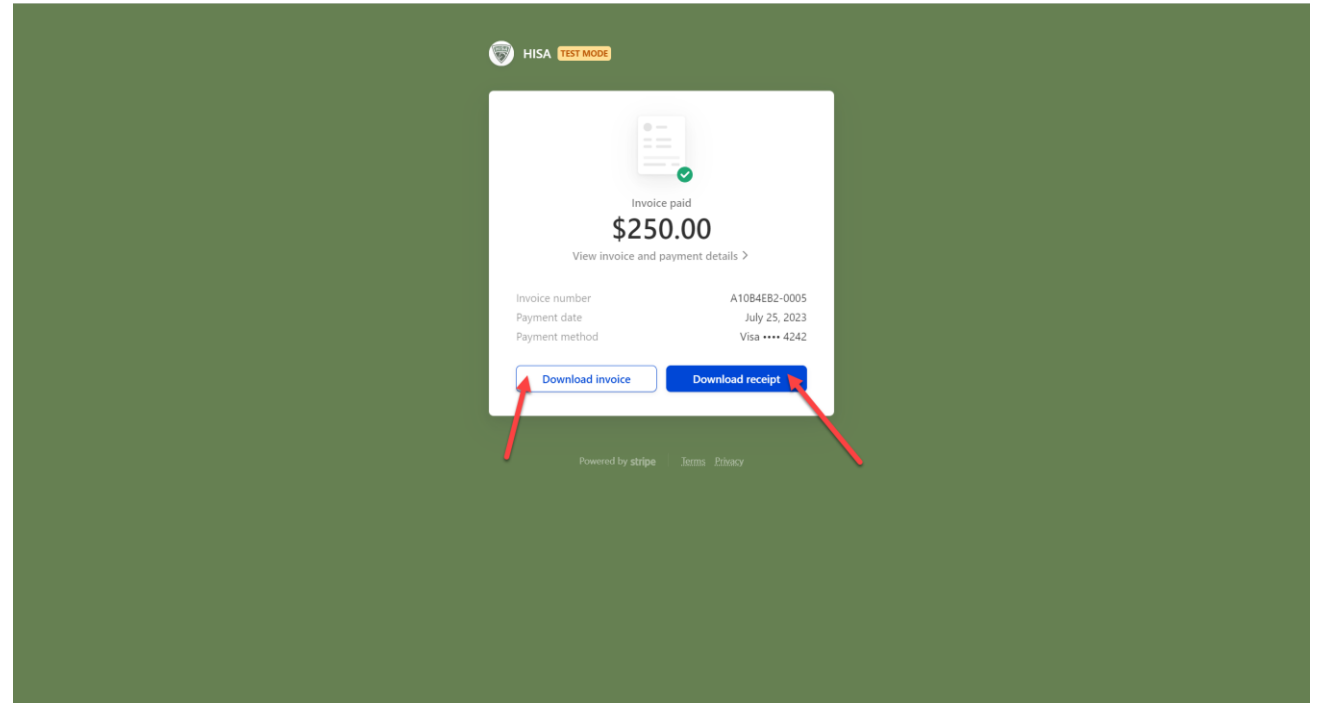 HISA TEST MODE
Invoice paid
$250.00
View invoice and payment details >
Invoice number A10B4EB2-0005
Payment date July 25, 2023
Payment method Visa •••• 4242
Download invoice Download receipt
Powered by stripe Terms Privacy